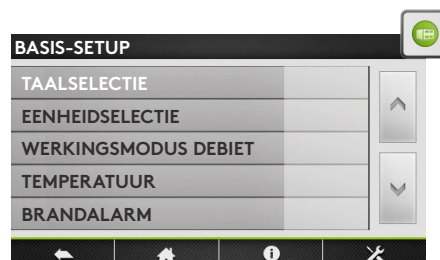 BASIS-SETUP
TAALSELECTIE
EENHEIDSELECTIE
WERKINGSMODUS DEBIET
TEMPERATUUR
BRANDALARM